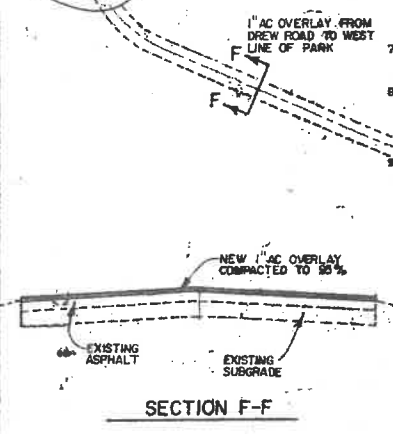 1" AC OVERLAY FROM
DREW ROAD TO WEST
LINE OF PARK
F
F
NEW 1" AC OVERLAY
COMPACTED TO 95%
EXISTING
ASPHALT
EXISTING
SUBGRADE
SECTION F-F